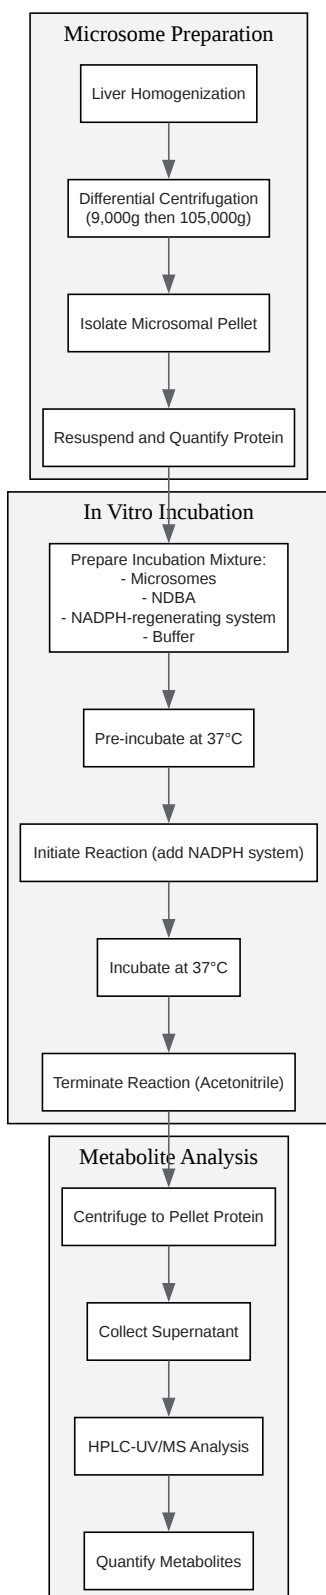 Microsome Preparation
Liver Homogenization
Differential Centrifugation
(9,000g then 105,000g)
Isolate Microsomal Pellet
Resuspend and Quantify Protein
In Vitro Incubation
Prepare Incubation Mixture:
- Microsomes
- NDBA
- NADPH-regenerating system
- Buffer
Pre-incubate at 37°C
Initiate Reaction (add NADPH system)
Incubate at 37°C
Terminate Reaction (Acetonitrile)
Metabolite Analysis
Centrifuge to Pellet Protein
Collect Supernatant
HPLC-UV/MS Analysis
Quantify Metabolites